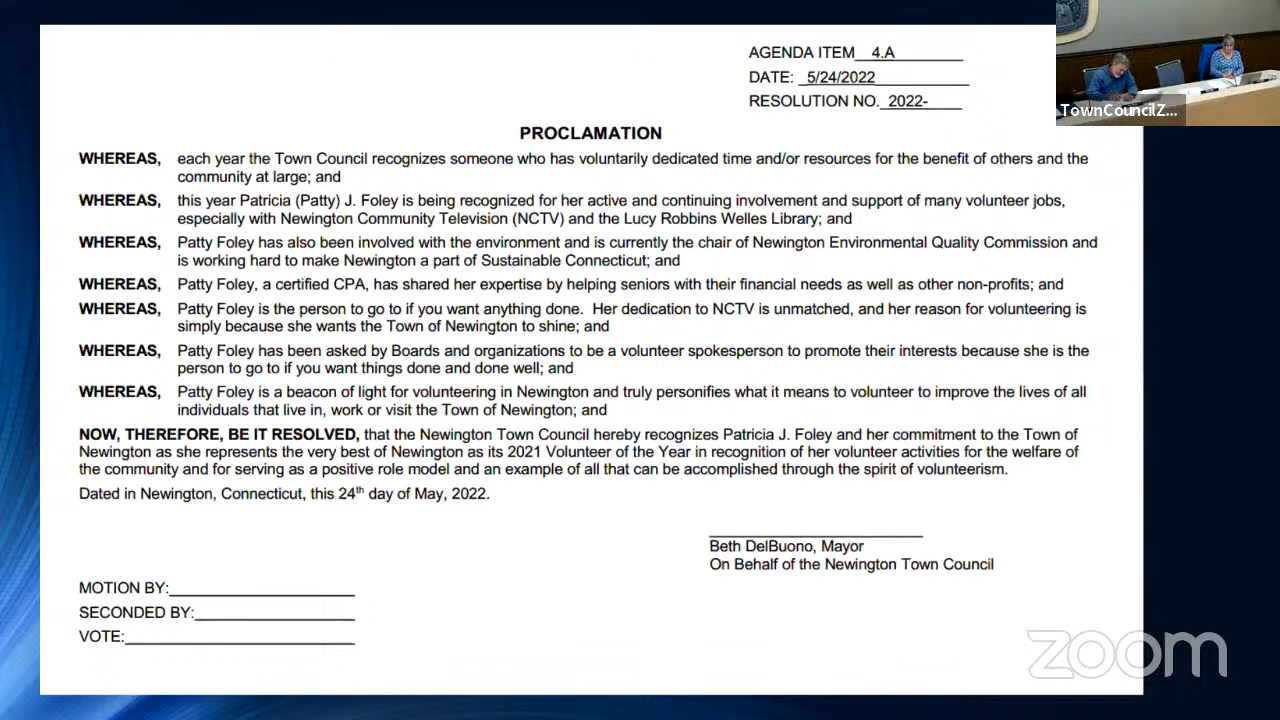 AGENDA ITEM__4.A________
DATE: _5/24/2022___________
RESOLUTION NO._2022-____
TownCouncilZ...
PROCLAMATION
WHEREAS, each year the Town Council recognizes someone who has voluntarily dedicated time and/or resources for the benefit of others and the
community at large; and
WHEREAS, this year Patricia (Patty) J. Foley is being recognized for her active and continuing involvement and support of many volunteer jobs,
especially with Newington Community Television (NCTV) and the Lucy Robbins Welles Library; and
WHEREAS, Patty Foley has also been involved with the environment and is currently the chair of Newington Environmental Quality Commission and
is working hard to make Newington a part of Sustainable Connecticut; and
WHEREAS, Patty Foley, a certified CPA, has shared her expertise by helping seniors with their financial needs as well as other non-profits; and
WHEREAS, Patty Foley is the person to go to if you want anything done. Her dedication to NCTV is unmatched, and her reason for volunteering is
simply because she wants the Town of Newington to shine; and
WHEREAS, Patty Foley has been asked by Boards and organizations to be a volunteer spokesperson to promote their interests because she is the
person to go to if you want things done and done well; and
WHEREAS, Patty Foley is a beacon of light for volunteering in Newington and truly personifies what it means to volunteer to improve the lives of all
individuals that live in, work or visit the Town of Newington; and
NOW, THEREFORE, BE IT RESOLVED, that the Newington Town Council hereby recognizes Patricia J. Foley and her commitment to the Town of
Newington as she represents the very best of Newington as its 2021 Volunteer of the Year in recognition of her volunteer activities for the welfare of
the community and for serving as a positive role model and an example of all that can be accomplished through the spirit of volunteerism.
Dated in Newington, Connecticut, this 24th day of May, 2022.
Beth DelBuono, Mayor
On Behalf of the Newington Town Council
MOTION BY:______________________
SECONDED BY:___________________
VOTE:___________________________
zoom